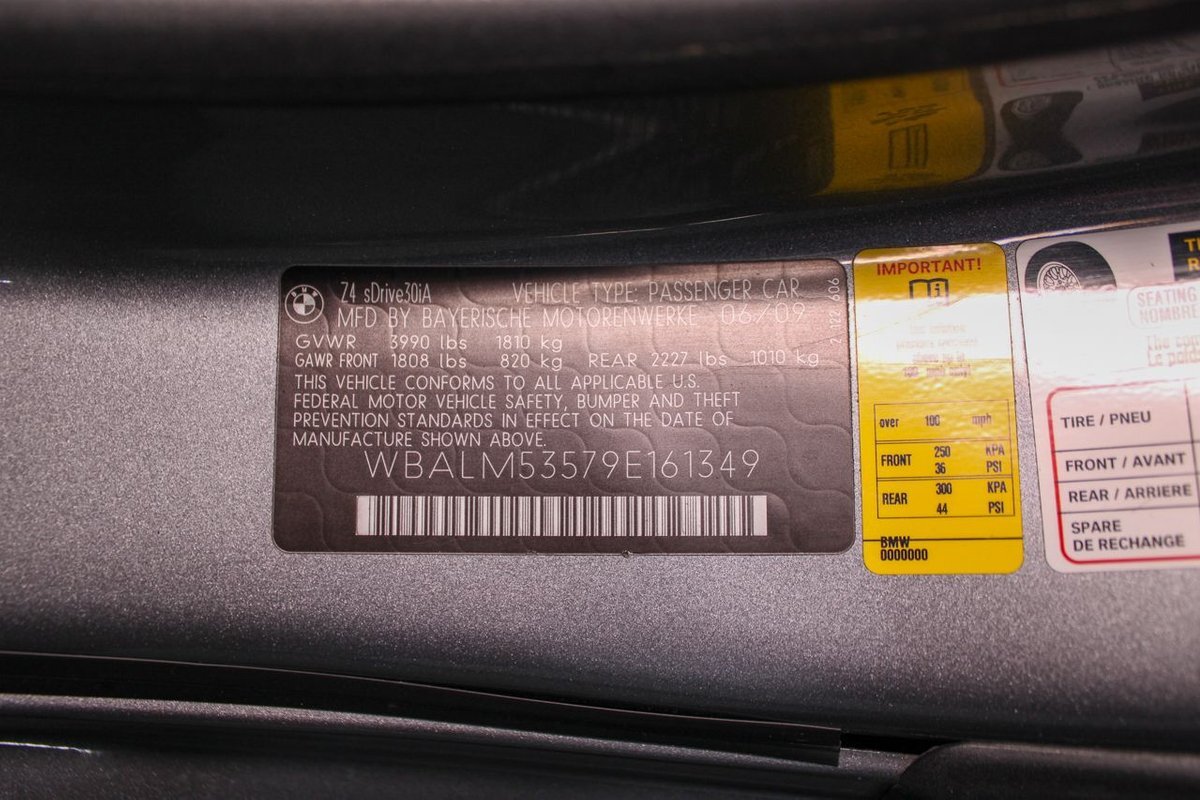 Z4 sDrive30iA VEHICLE TYPE: PASSENGER CAR
MFD BY BAYERISCHE MOTORENWERKE 06/09
GVWR 3990 lbs 1810 kg
GAWR FRONT 1808 lbs 820 kg REAR 2227 lbs 1010 kg
THIS VEHICLE CONFORMS TO ALL APPLICABLE U.S.
FEDERAL MOTOR VEHICLE SAFETY, BUMPER AND THEFT
PREVENTION STANDARDS IN EFFECT ON THE DATE OF
MANUFACTURE SHOWN ABOVE.
WBALM53579E161349
IMPORTANT!
over 100 mph
FRONT 250 KPA
36 PSI
REAR 300 KPA
44 PSI
BMW
0000000
SEATING
NOMBRE
TIRE / PNEU
FRONT / AVANT
REAR / ARRIERE
SPARE
DE RECHANGE